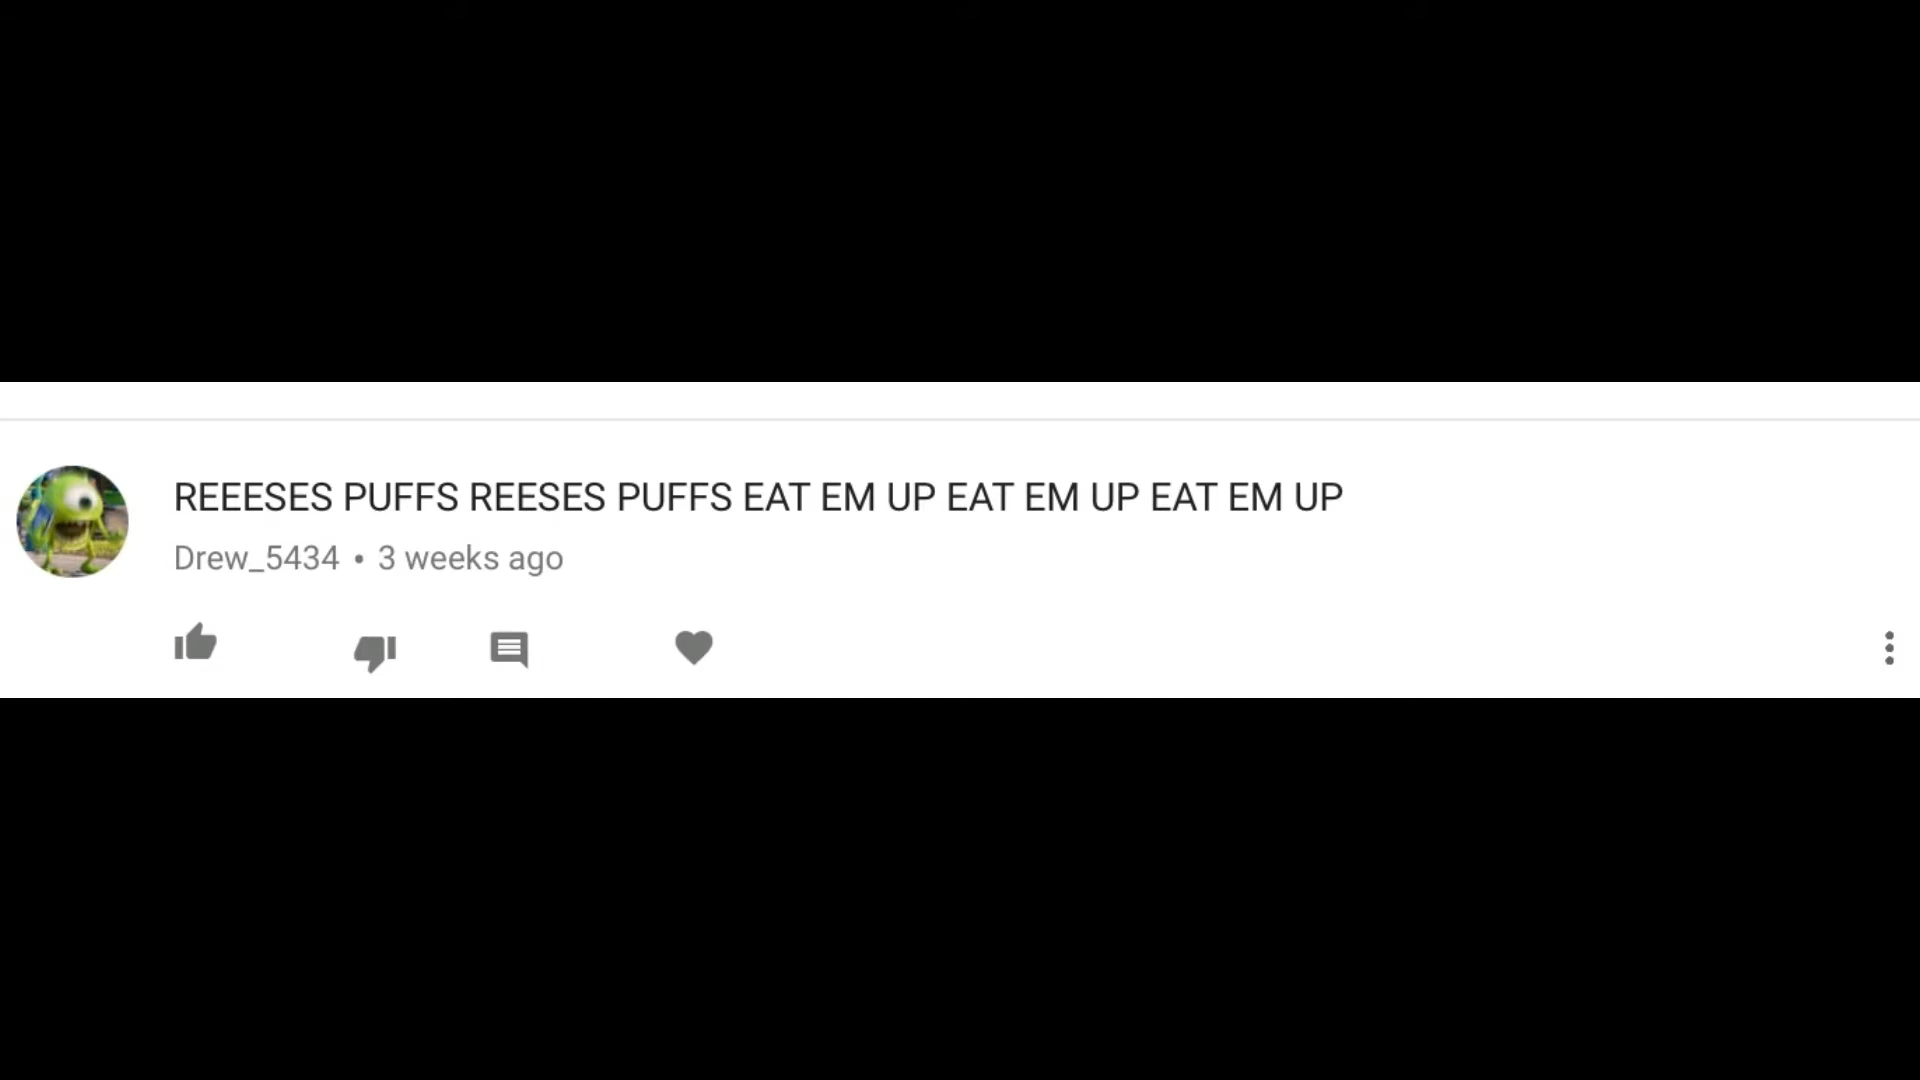 REEESES PUFFS REESES PUFFS EAT EM UP EAT EM UP EAT EM UP
Drew_5434 • 3 weeks ago